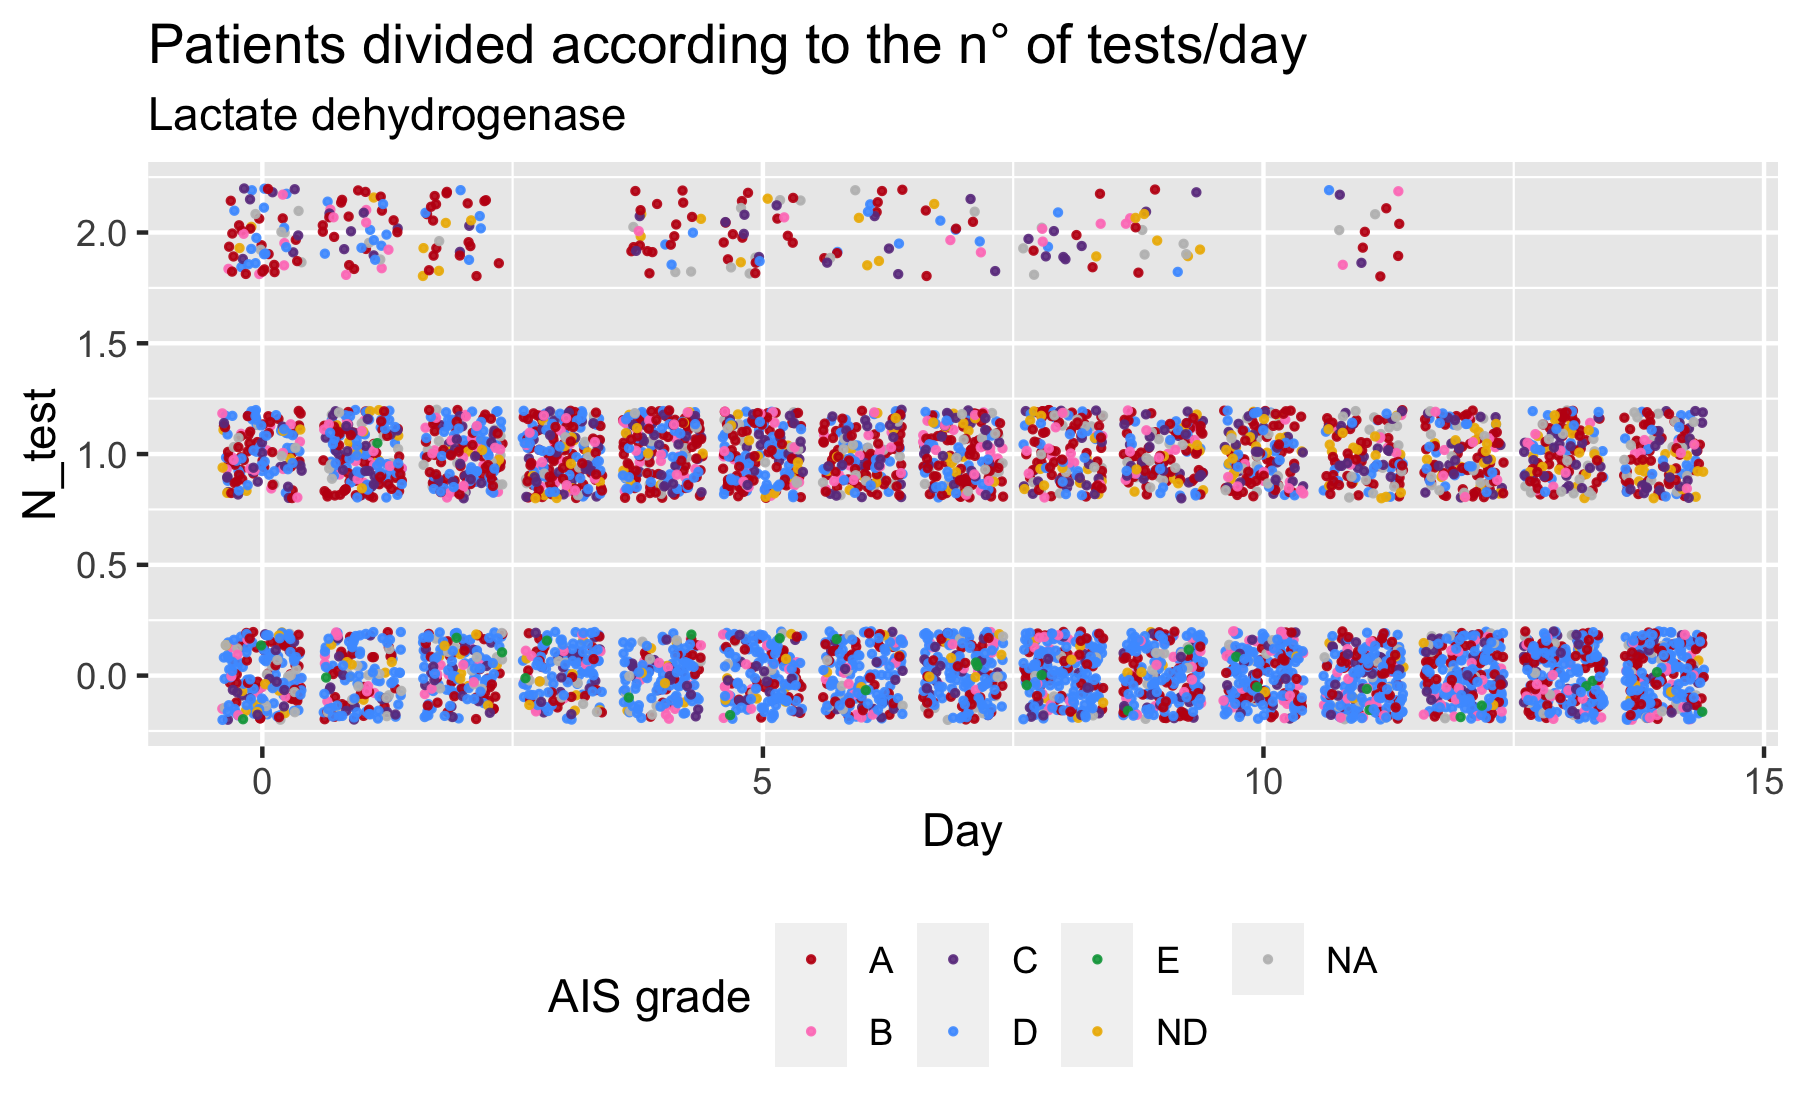 Patients divided according to the n° of tests/day
Lactate dehydrogenase
N_test
2.0
1.5
1.0
0.5
0.0
0 5 10 15
Day
AIS grade
A C E NA
B D ND